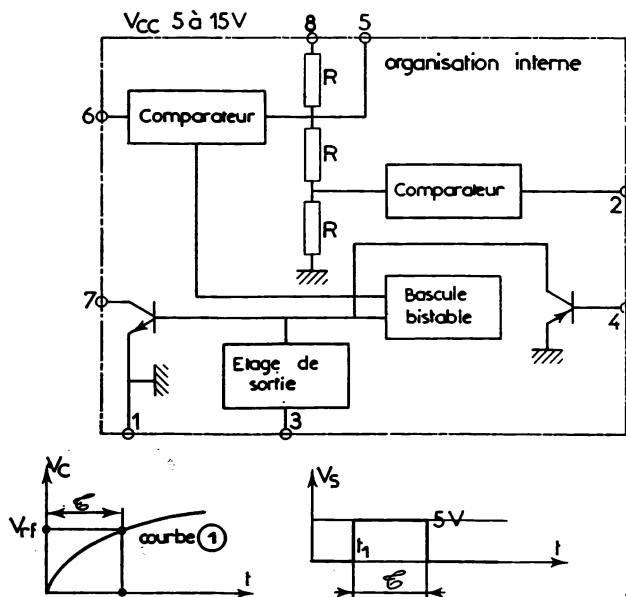 VCC 5 à 15V
8
5
organisation interne
R
6
Comparateur
R
Comparateur
2
R
7
Bascule
bistable
4
Etage de
sortie
1
3
VC
Vrf
courbe 1
t
VS
5V
t1
t